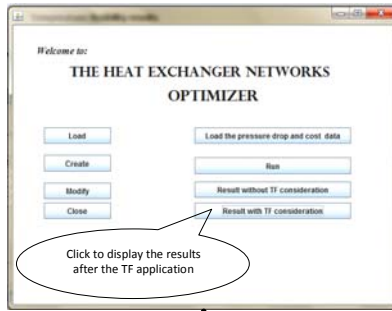 Welcome to:
THE HEAT EXCHANGER NETWORKS
OPTIMIZER
Load
Load the pressure drop and cost data
Create
Run
Modify
Result without TF consideration
Close
Result with TF consideration
Click to display the results
after the TF application